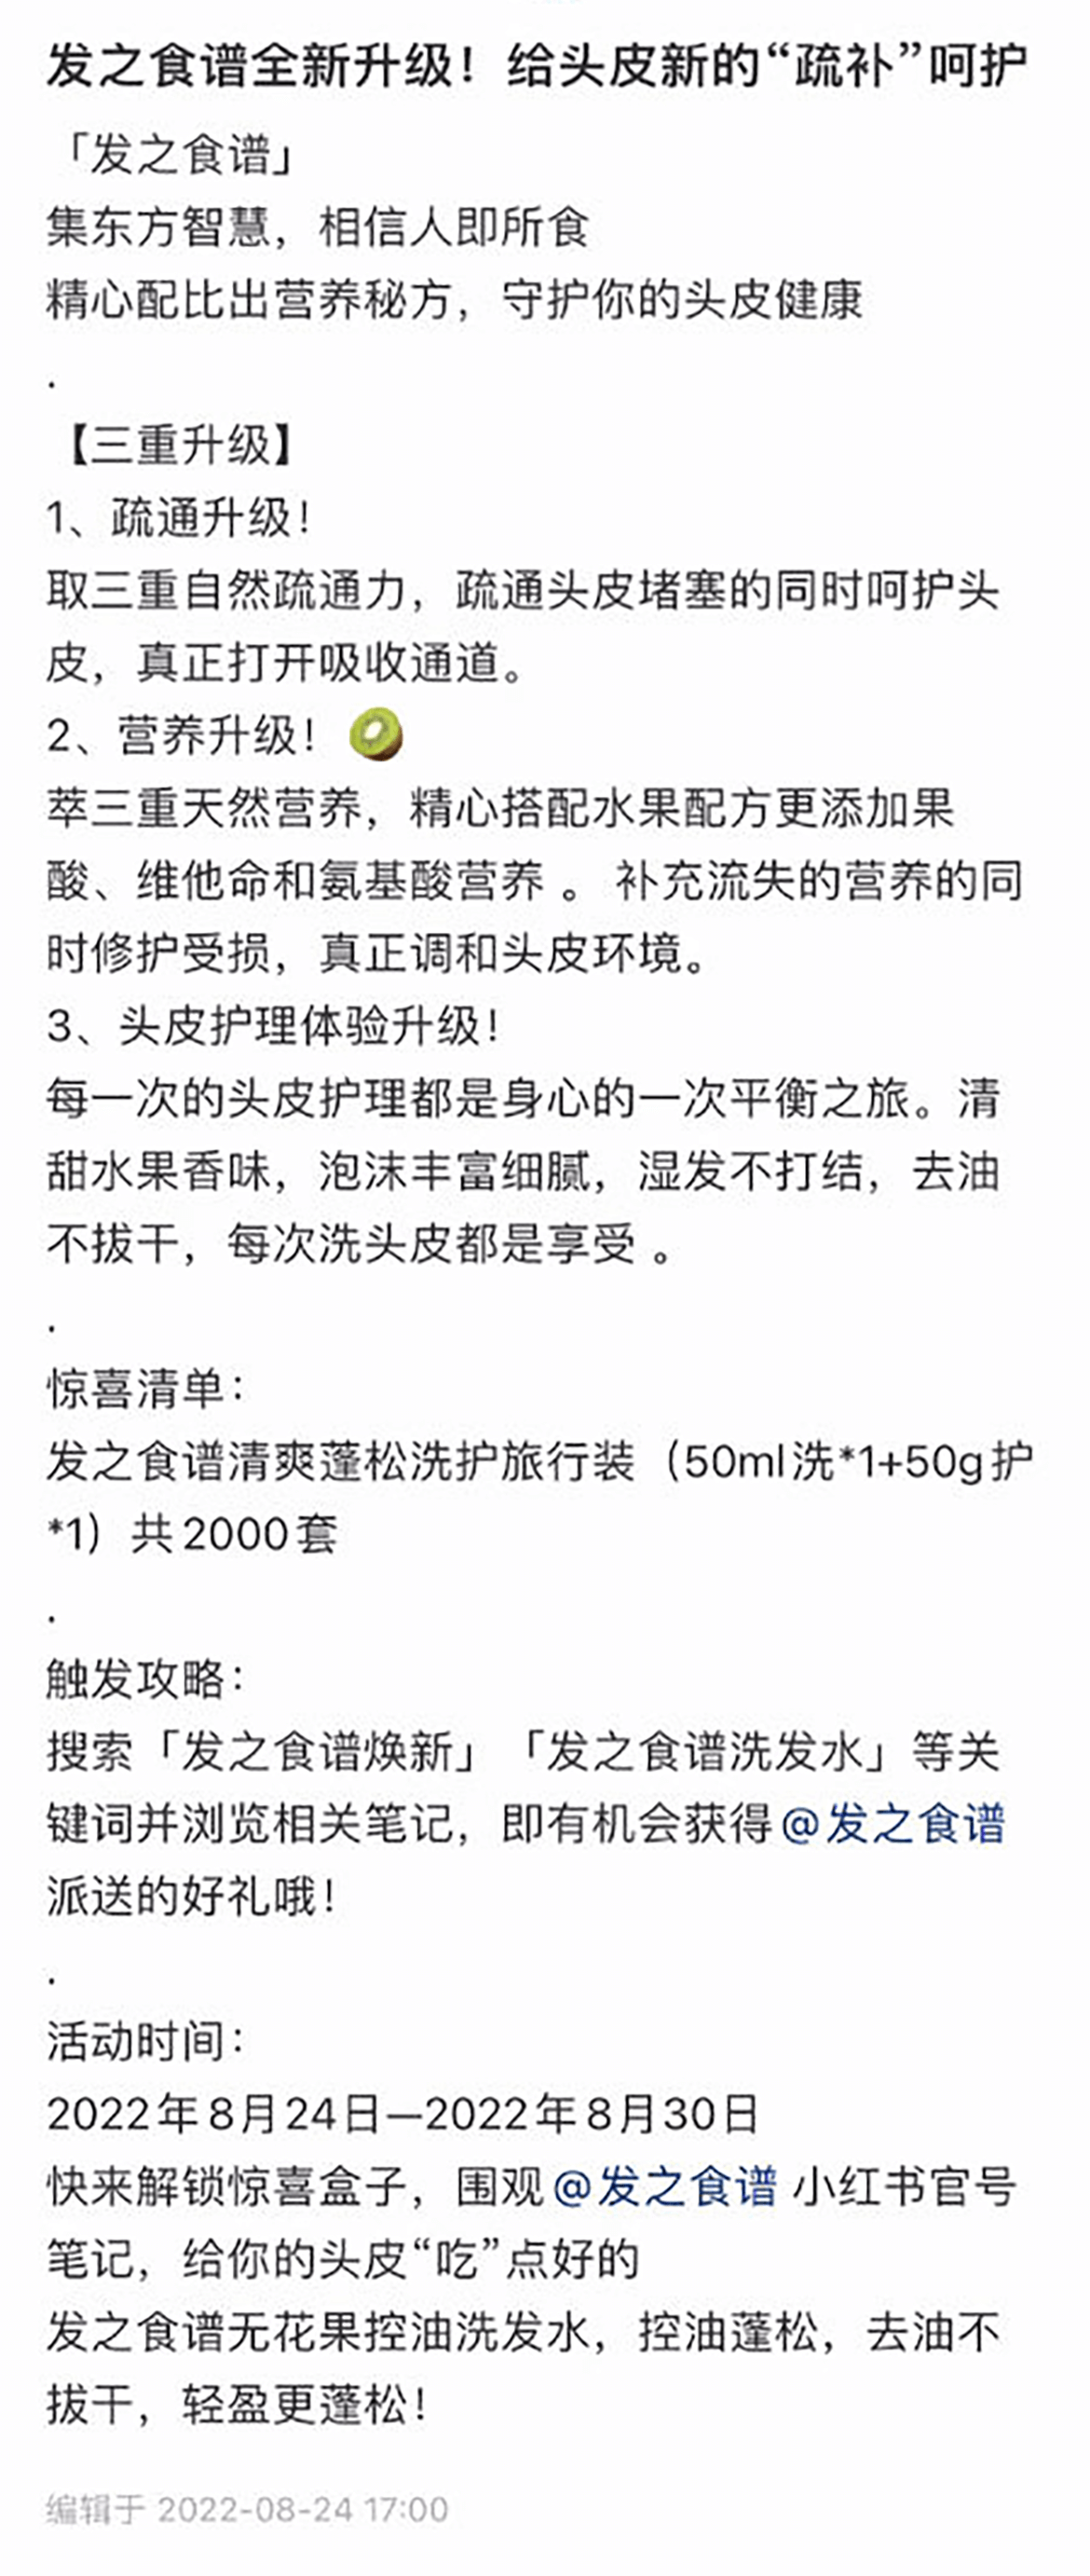 发之食谱全新升级！给头皮新的“疏补”呵护
「发之食谱」
集东方智慧，相信人即所食
精心配比出营养秘方，守护你的头皮健康
.
【三重升级】
1、疏通升级！
取三重自然疏通力，疏通头皮堵塞的同时呵护头
皮，真正打开吸收通道。
2、营养升级！🥝
萃三重天然营养，精心搭配水果配方更添加果
酸、维他命和氨基酸营养 。 补充流失的营养的同
时修护受损，真正调和头皮环境。
3、头皮护理体验升级！
每一次的头皮护理都是身心的一次平衡之旅。清
甜水果香味，泡沫丰富细腻，湿发不打结，去油
不拔干，每次洗头皮都是享受 。
.
惊喜清单：
发之食谱清爽蓬松洗护旅行装（50ml洗*1+50g护
*1）共2000套
.
触发攻略：
搜索「发之食谱焕新」「发之食谱洗发水」等关
键词并浏览相关笔记，即有机会获得@发之食谱
派送的好礼哦！
.
活动时间：
2022年8月24日—2022年8月30日
快来解锁惊喜盒子，围观@发之食谱 小红书官号
笔记，给你的头皮“吃”点好的
发之食谱无花果控油洗发水，控油蓬松，去油不
拔干，轻盈更蓬松！
编辑于 2022-08-24 17:00